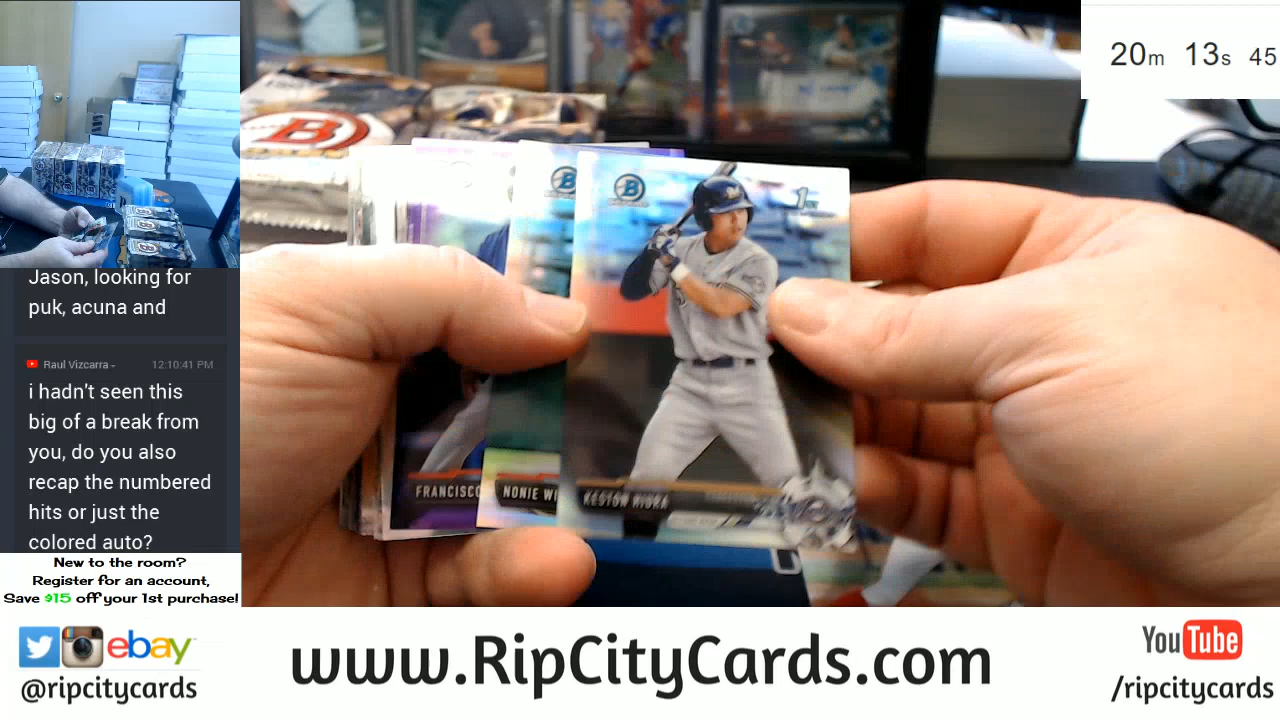 20m 13s 45
B
1ST
FRANCISCO
NONIE WI
KESTON HIURA
Jason, looking for
puk, acuna and
Raul Vizcarra - 12:10:41 PM
i hadn't seen this
big of a break from
you, do you also
recap the numbered
hits or just the
colored auto?
New to the room?
Register for an account,
Save $15 off your 1st purchase!
ebay
@ripcitycards
www.RipCityCards.com
YouTube
/ripcitycards